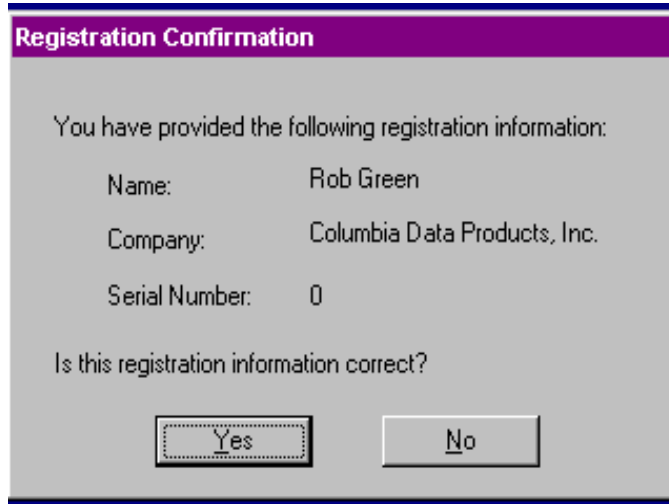 Registration Confirmation
You have provided the following registration information:
Name: Rob Green
Company: Columbia Data Products, Inc.
Serial Number: 0
Is this registration information correct?
Yes No